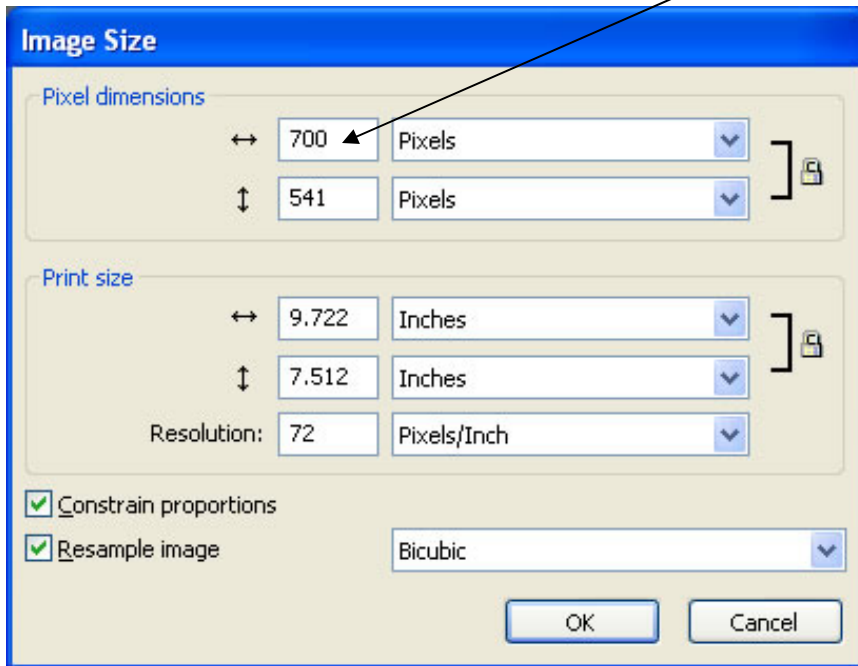 Image Size
Pixel dimensions
700 Pixels
541 Pixels
Print size
9.722 Inches
7.512 Inches
Resolution: 72 Pixels/Inch
Constrain proportions
Resample image Bicubic
OK Cancel